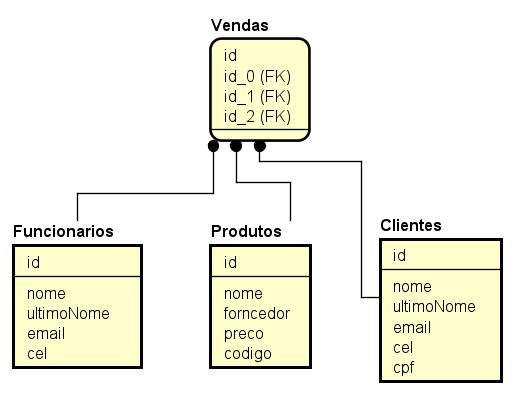 Vendas
id
id_0 (FK)
id_1 (FK)
id_2 (FK)
Funcionarios
id
nome
ultimoNome
email
cel
Produtos
id
nome
forncedor
preco
codigo
Clientes
id
nome
ultimoNome
email
cel
cpf